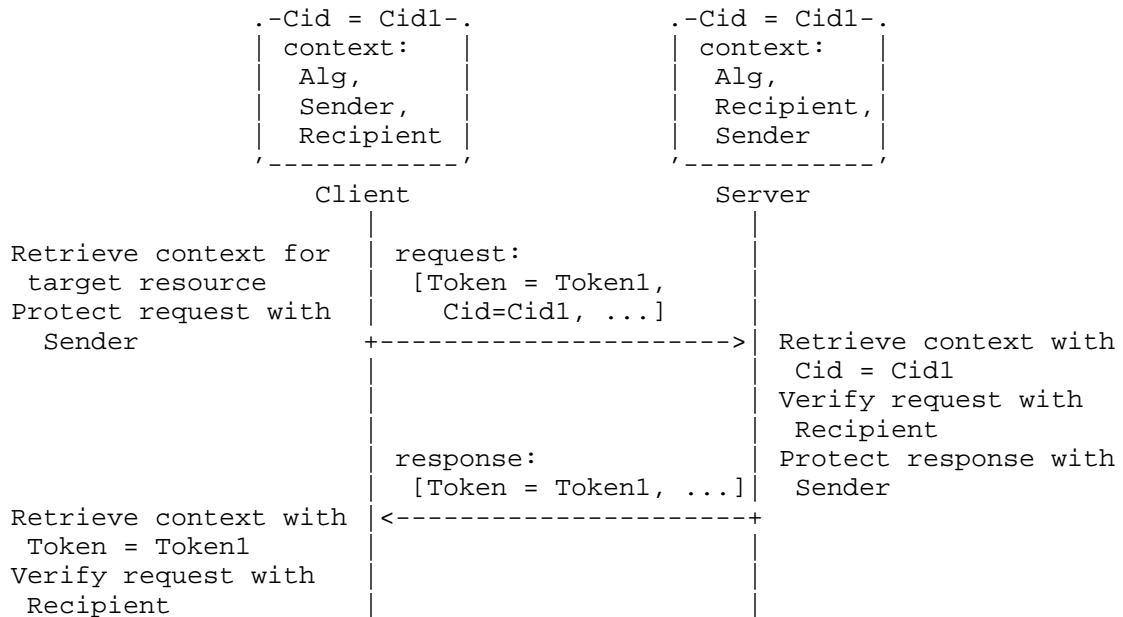 .-Cid = Cid1-.          .-Cid = Cid1-.
| context:   |          | context:   |
|  Alg,      |          |  Alg,      |
|  Sender,   |          |  Recipient,|
|  Recipient |          |  Sender    |
'------------'          '------------'
Client                  Server
|                       |
Retrieve context for  | request:              |
 target resource      |  [Token = Token1,     |
Protect request with  |    Cid=Cid1, ...]     |
  Sender              +---------------------->| Retrieve context with
|                       |  Cid = Cid1
|                       | Verify request with
|                       |  Recipient
| response:             | Protect response with
|  [Token = Token1, ...]|  Sender
Retrieve context with |<----------------------+
 Token = Token1       |                       |
Verify request with   |                       |
 Recipient            |                       |